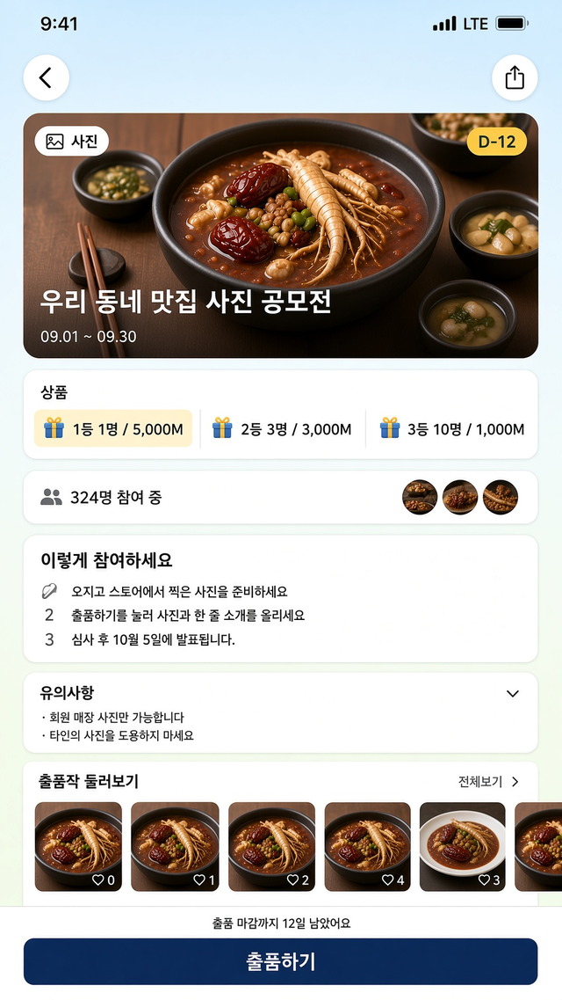 9:41
LTE
사진
D-12
우리 동네 맛집 사진 공모전
09.01 ~ 09.30
상품
1등 1명 / 5,000M
2등 3명 / 3,000M
3등 10명 / 1,000M
324명 참여 중
이렇게 참여하세요
오지고 스토어에서 찍은 사진을 준비하세요
2 출품하기를 눌러 사진과 한 줄 소개를 올리세요
3 심사 후 10월 5일에 발표됩니다.
유의사항
· 회원 매장 사진만 가능합니다
· 타인의 사진을 도용하지 마세요
출품작 둘러보기
전체보기
0
1
2
4
3
출품 마감까지 12일 남았어요
출품하기